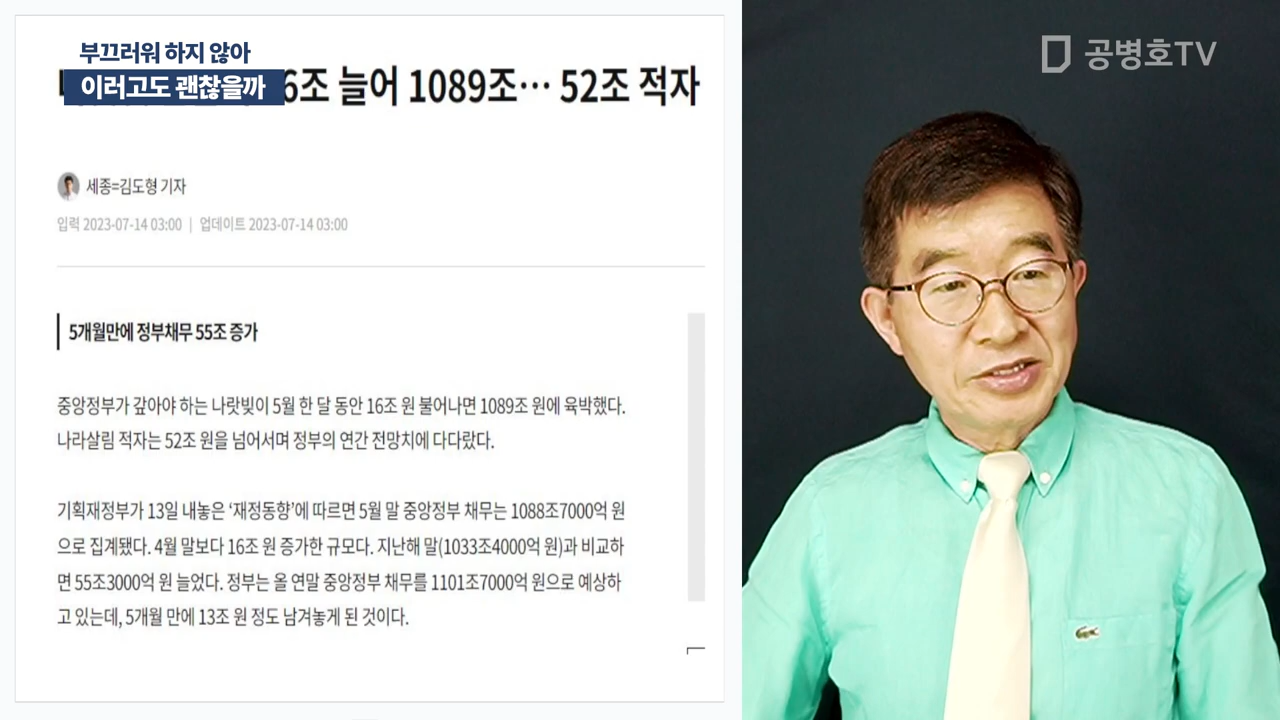 부끄러워 하지 않아
이러고도 괜찮을까
6조 늘어 1089조… 52조 적자
공병호TV
세종=김도형 기자
입력 2023-07-14 03:00 | 업데이트 2023-07-14 03:00
5개월만에 정부채무 55조 증가
중앙정부가 갚아야 하는 나랏빚이 5월 한 달 동안 16조 원 불어나면 1089조 원에 육박했다.
나라살림 적자는 52조 원을 넘어서며 정부의 연간 전망치에 다다랐다.
기획재정부가 13일 내놓은 ‘재정동향’에 따르면 5월 말 중앙정부 채무는 1088조7000억 원
으로 집계됐다. 4월 말보다 16조 원 증가한 규모다. 지난해 말(1033조4000억 원)과 비교하
면 55조3000억 원 늘었다. 정부는 올 연말 중앙정부 채무를 1101조7000억 원으로 예상하
고 있는데, 5개월 만에 13조 원 정도 남겨놓게 된 것이다.